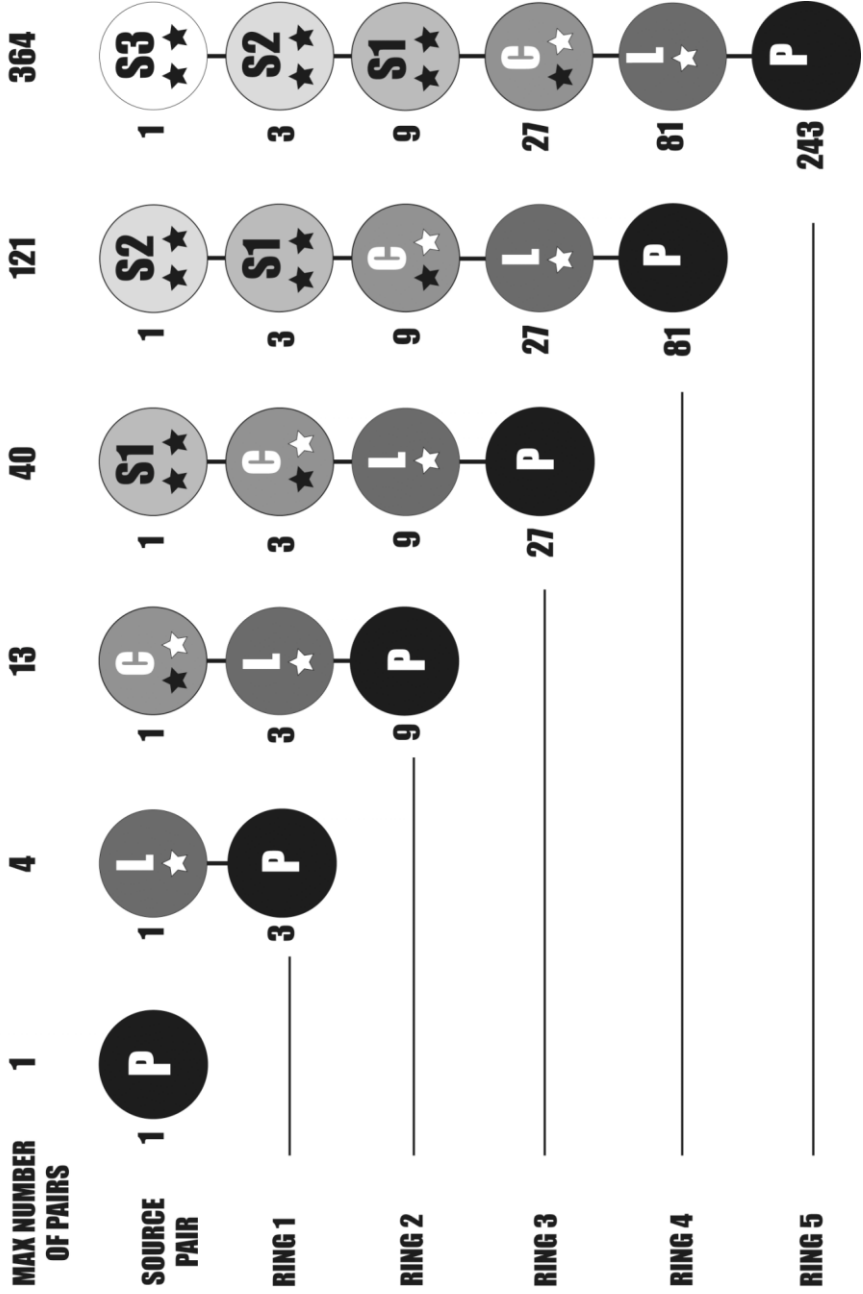 MAX NUMBER 1 4 13 40 121 364
OF PAIRS
SOURCE 1 P 1 L 1 C 1 S1 1 S2 1 S3
PAIR
RING 1 3 P 3 L 3 C 3 S1 3 S2
RING 2 9 P 9 L 9 C 9 S1
RING 3 27 P 27 L 27 C
RING 4 81 P 81 L
RING 5 243 P